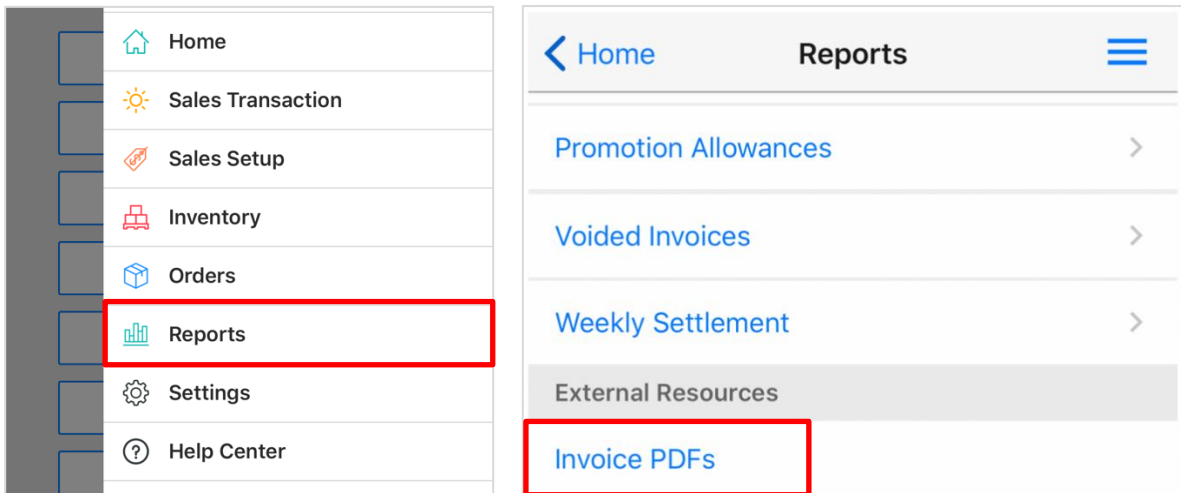 Home
Sales Transaction
Sales Setup
Inventory
Orders
Reports
Settings
Help Center
Home
Reports
Promotion Allowances
Voided Invoices
Weekly Settlement
External Resources
Invoice PDFs